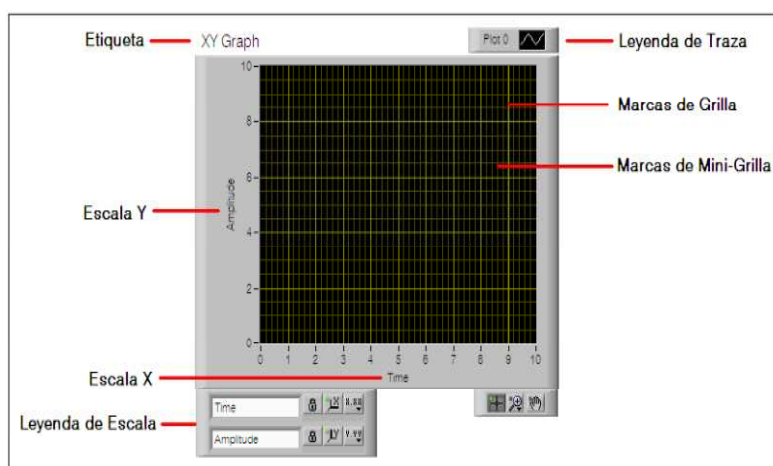 Etiqueta
XY Graph
Plot 0
Leyenda de Traza
Marcas de Grilla
Marcas de Mini-Grilla
Escala Y
Amplitude
10
8
6
4
2
0
0 1 2 3 4 5 6 7 8 9 10
Escala X
Time
Leyenda de Escala
Time
X.XX
Amplitude
Y.YY